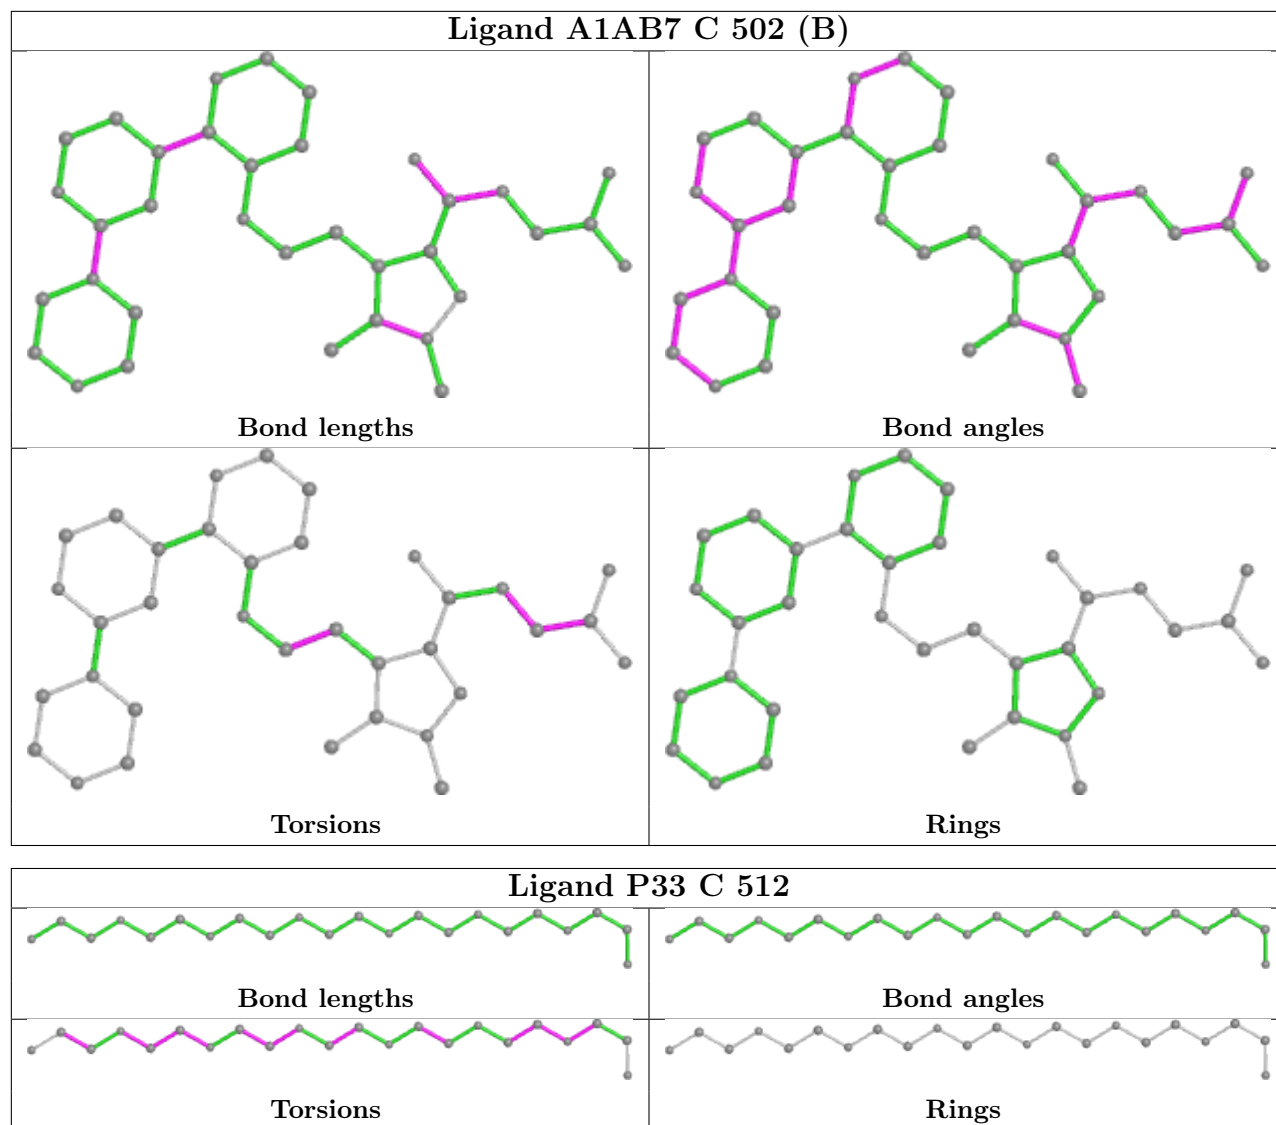 Ligand A1AB7 C 502 (B)
Bond lengths
Bond angles
Torsions
Rings
Ligand P33 C 512
Bond lengths
Bond angles
Torsions
Rings